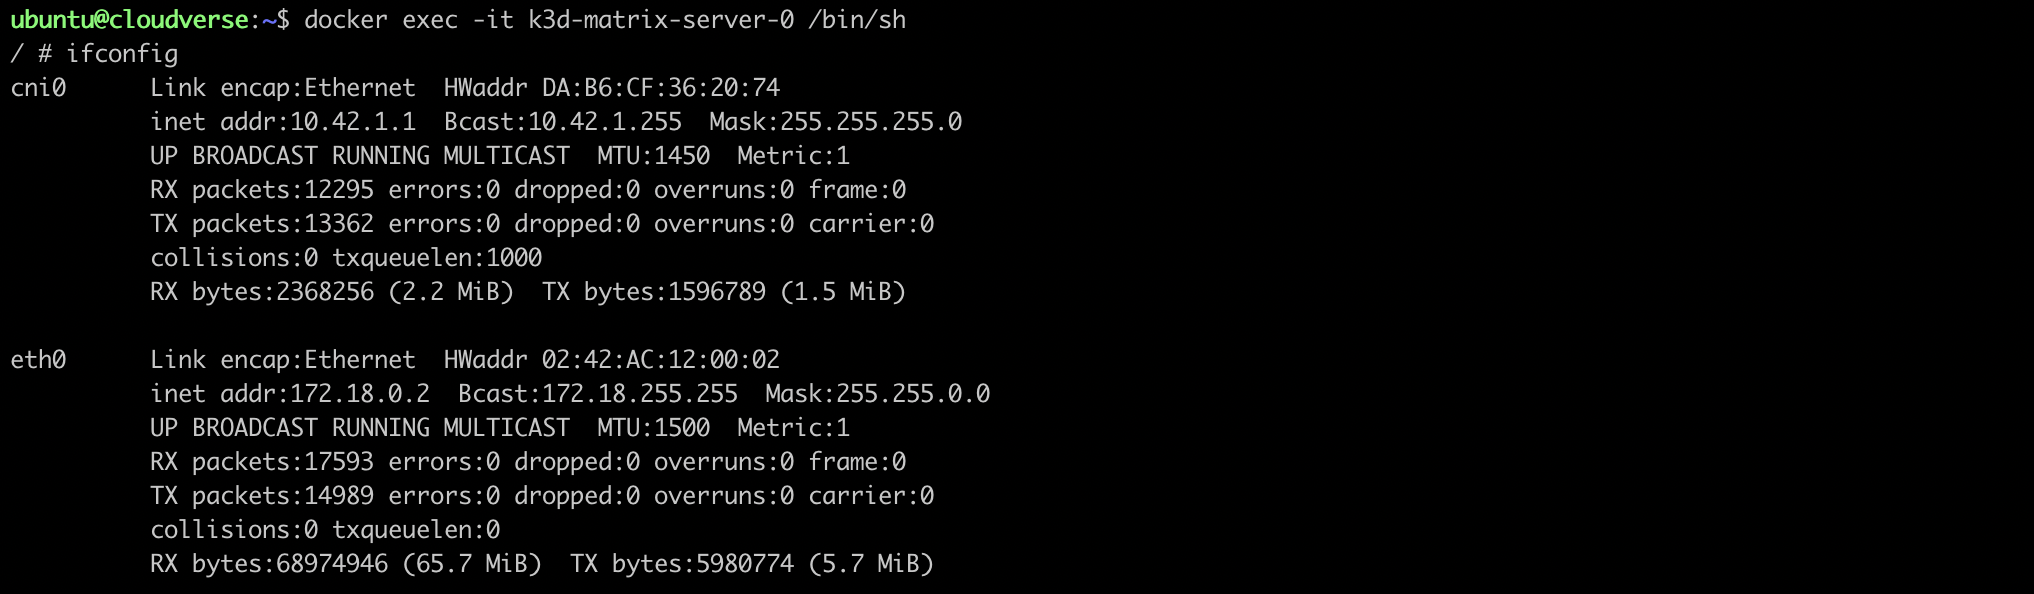 ubuntu@cloudverse:~$ docker exec -it k3d-matrix-server-0 /bin/sh
/ # ifconfig
cni0      Link encap:Ethernet  HWaddr DA:B6:CF:36:20:74
          inet addr:10.42.1.1  Bcast:10.42.1.255  Mask:255.255.255.0
          UP BROADCAST RUNNING MULTICAST  MTU:1450  Metric:1
          RX packets:12295 errors:0 dropped:0 overruns:0 frame:0
          TX packets:13362 errors:0 dropped:0 overruns:0 carrier:0
          collisions:0 txqueuelen:1000
          RX bytes:2368256 (2.2 MiB)  TX bytes:1596789 (1.5 MiB)

eth0      Link encap:Ethernet  HWaddr 02:42:AC:12:00:02
          inet addr:172.18.0.2  Bcast:172.18.255.255  Mask:255.255.0.0
          UP BROADCAST RUNNING MULTICAST  MTU:1500  Metric:1
          RX packets:17593 errors:0 dropped:0 overruns:0 frame:0
          TX packets:14989 errors:0 dropped:0 overruns:0 carrier:0
          collisions:0 txqueuelen:0
          RX bytes:68974946 (65.7 MiB)  TX bytes:5980774 (5.7 MiB)